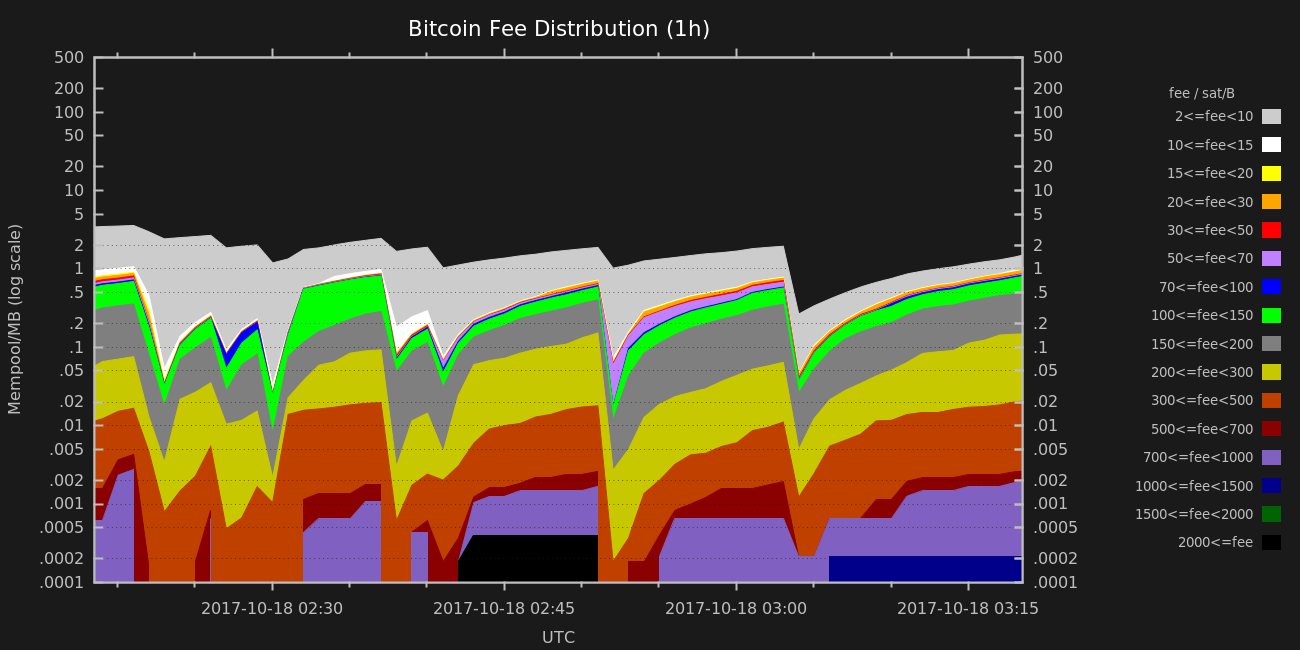 Bitcoin Fee Distribution (1h)
Mempool/MB (log scale)
500
200
100
50
20
10
5
2
1
.5
.2
.1
.05
.02
.01
.005
.002
.001
.0005
.0002
.0001
500
200
100
50
20
10
5
2
1
.5
.2
.1
.05
.02
.01
.005
.002
.001
.0005
.0002
.0001
2017-10-18 02:30
2017-10-18 02:45
2017-10-18 03:00
2017-10-18 03:15
UTC
fee / sat/B
2<=fee<10
10<=fee<15
15<=fee<20
20<=fee<30
30<=fee<50
50<=fee<70
70<=fee<100
100<=fee<150
150<=fee<200
200<=fee<300
300<=fee<500
500<=fee<700
700<=fee<1000
1000<=fee<1500
1500<=fee<2000
2000<=fee